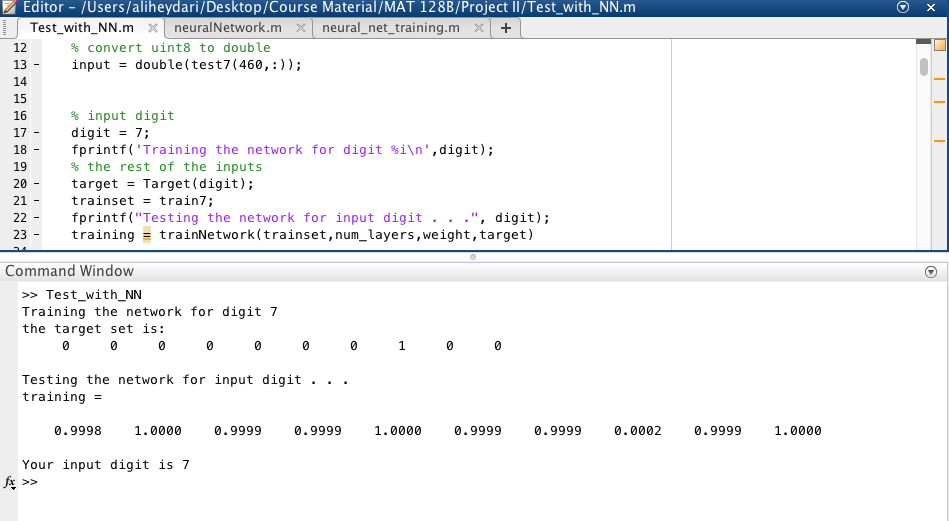 Editor – /Users/aliheydari/Desktop/Course Material/MAT 128B/Project II/Test_with_NN.m
Test_with_NN.m × neuralNetwork.m × neural_net_training.m × +
12 % convert uint8 to double
13 – input = double(test7(460,:));
14
15
16 % input digit
17 – digit = 7;
18 – fprintf('Training the network for digit %i\n',digit);
19 % the rest of the inputs
20 – target = Target(digit);
21 – trainset = train7;
22 – fprintf("Testing the network for input digit . . .", digit);
23 – training = trainNetwork(trainset,num_layers,weight,target)
Command Window
>> Test_with_NN
Training the network for digit 7
the target set is:
0 0 0 0 0 0 0 1 0 0
Testing the network for input digit . . .
training =
0.9998 1.0000 0.9999 0.9999 1.0000 0.9999 0.9999 0.0002 0.9999 1.0000
Your input digit is 7
fx >>